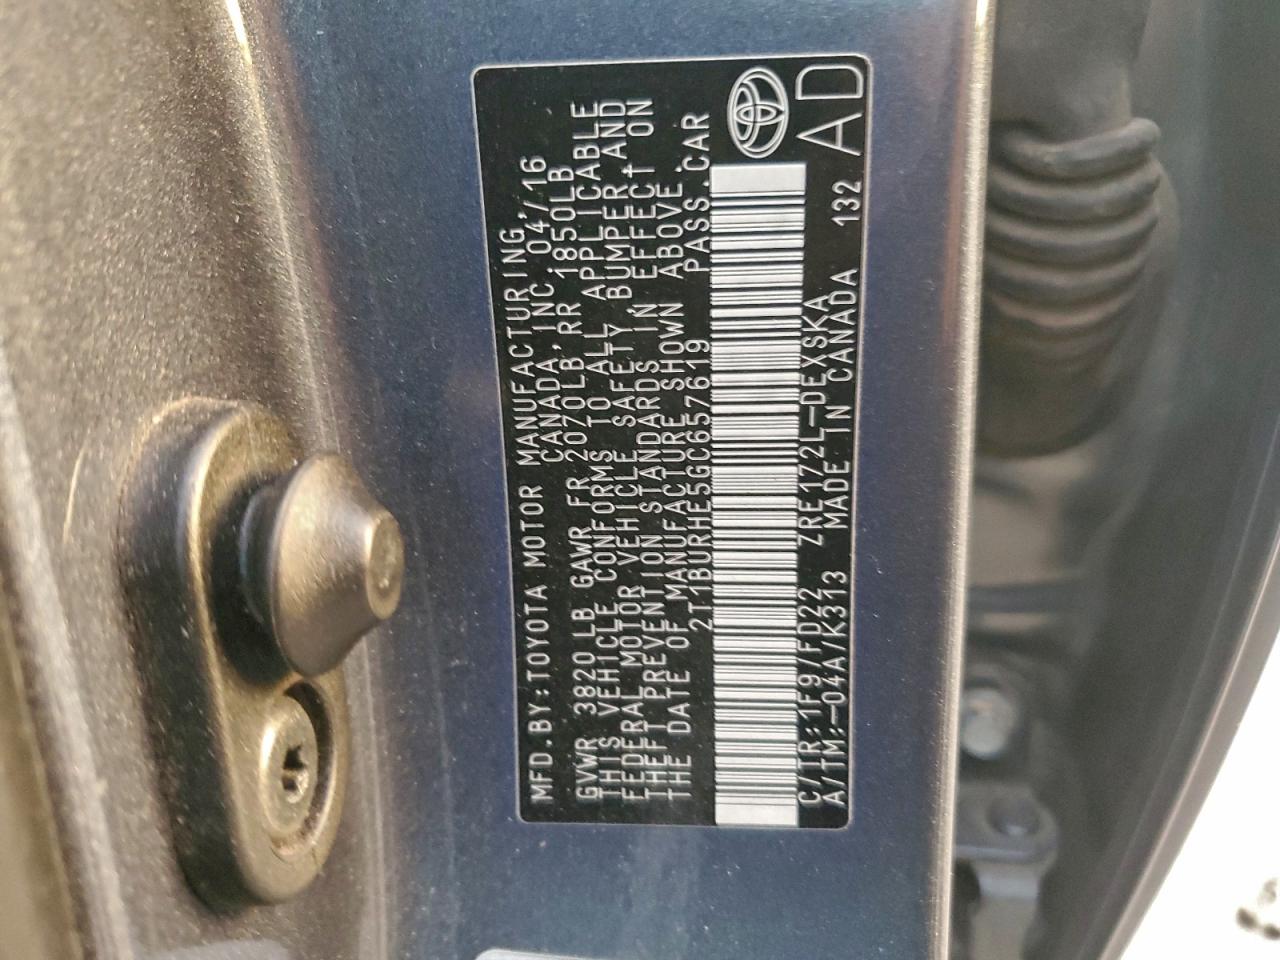 MFD.BY:TOYOTA MOTOR MANUFACTURING,
CANADA,INC.04/16
GVWR 3820LB GAWR FR 2070LB RR 1850LB
THIS VEHICLE CONFORMS TO ALL APPLICABLE
FEDERAL MOTOR VEHICLE SAFETY, BUMPER, AND
THEFT PREVENTION STANDARDS IN EFFECT ON
THE DATE OF MANUFACTURE SHOWN ABOVE.
2T1BURHE5GC657619 PASS.CAR
C/TR:1F9/FD22 ZRE172L-DEXSKA
A/TM:-04A/K313 MADE IN CANADA 132
AD